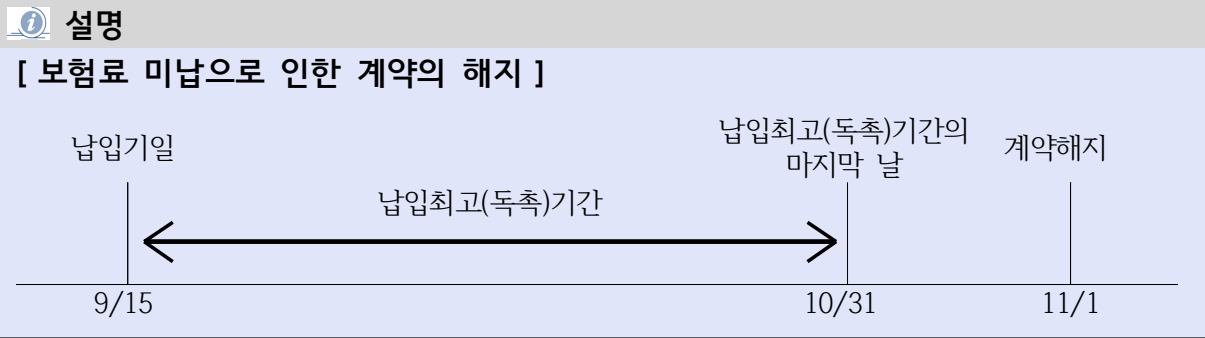 설명
[ 보험료 미납으로 인한 계약의 해지 ]
납입기일
납입최고(독촉)기간의
마지막 날
계약해지
납입최고(독촉)기간
9/15
10/31
11/1